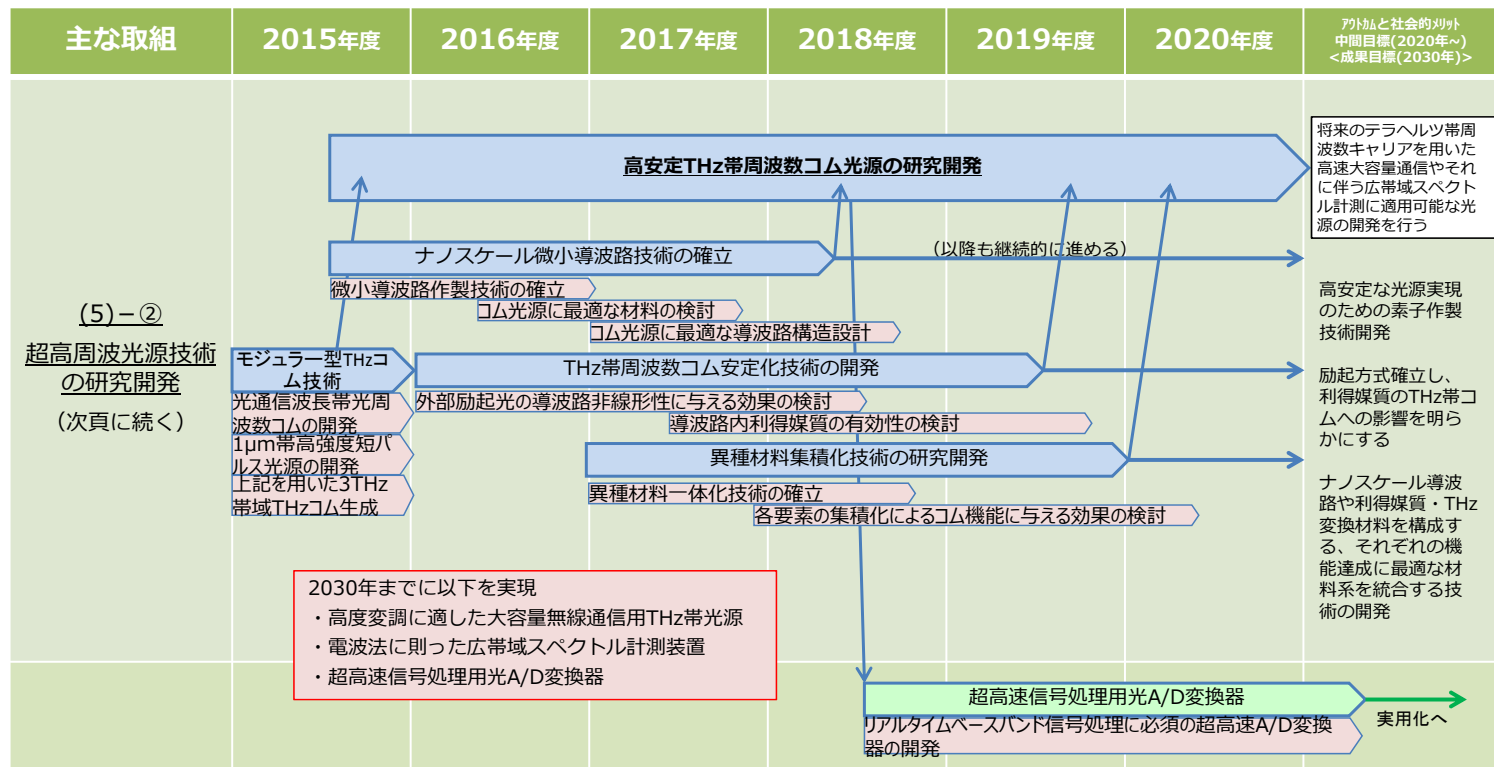 主な取組
2015年度
2016年度
2017年度
2018年度
2019年度
2020年度
ｱｳﾄｶﾑと社会的ﾒﾘｯﾄ
中間目標(2020年~)
<成果目標(2030年)>
(5)－②
超高周波光源技術
の研究開発
（次頁に続く）
高安定THz帯周波数コム光源の研究開発
ナノスケール微小導波路技術の確立
（以降も継続的に進める）
微小導波路作製技術の確立
コム光源に最適な材料の検討
コム光源に最適な導波路構造設計
モジュラー型THzコ
ム技術
THz帯周波数コム安定化技術の開発
光通信波長帯光周
波数コムの開発
外部励起光の導波路非線形性に与える効果の検討
導波路内利得媒質の有効性の検討
1μm帯高強度短パ
ルス光源の開発
異種材料集積化技術の研究開発
上記を用いた3THz
帯域THzコム生成
異種材料一体化技術の確立
各要素の集積化によるコム機能に与える効果の検討
2030年までに以下を実現
・高度変調に適した大容量無線通信用THz帯光源
・電波法に則った広帯域スペクトル計測装置
・超高速信号処理用光A/D変換器
超高速信号処理用光A/D変換器
リアルタイムベースバンド信号処理に必須の超高速A/D変換
器の開発
実用化へ
将来のテラヘルツ帯周
波数キャリアを用いた
高速大容量通信やそれ
に伴う広帯域スペクト
ル計測に適用可能な光
源の開発を行う
高安定な光源実現
のための素子作製
技術開発
励起方式確立し、
利得媒質のTHz帯コ
ムへの影響を明ら
かにする
ナノスケール導波
路や利得媒質・THz
変換材料を構成す
る、それぞれの機
能達成に最適な材
料系を統合する技
術の開発